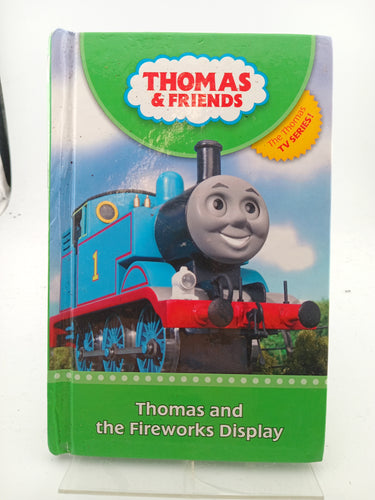 THOMAS
& FRIENDS
The Thomas
TV SERIES!
1
Thomas and
the Fireworks Display